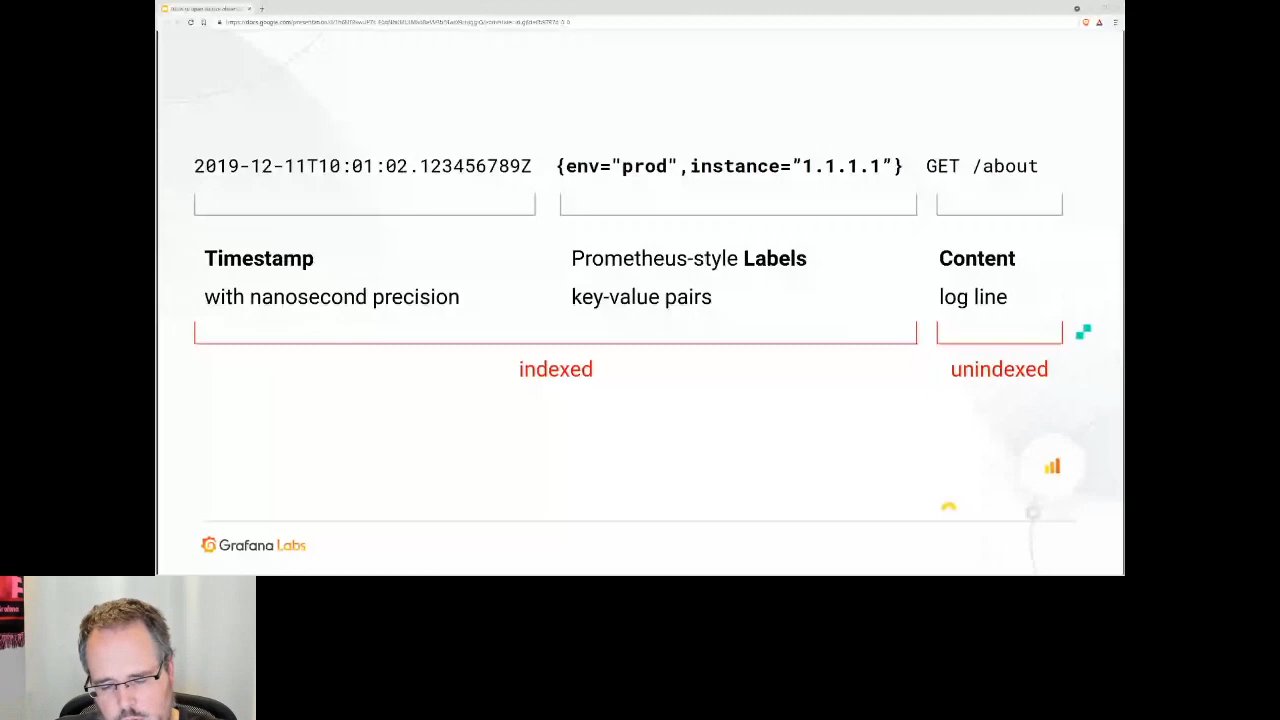 2019-12-11T10:01:02.123456789Z {env="prod",instance=”1.1.1.1”} GET /about
Timestamp Prometheus-style Labels Content
with nanosecond precision key-value pairs log line
indexed unindexed
Grafana Labs